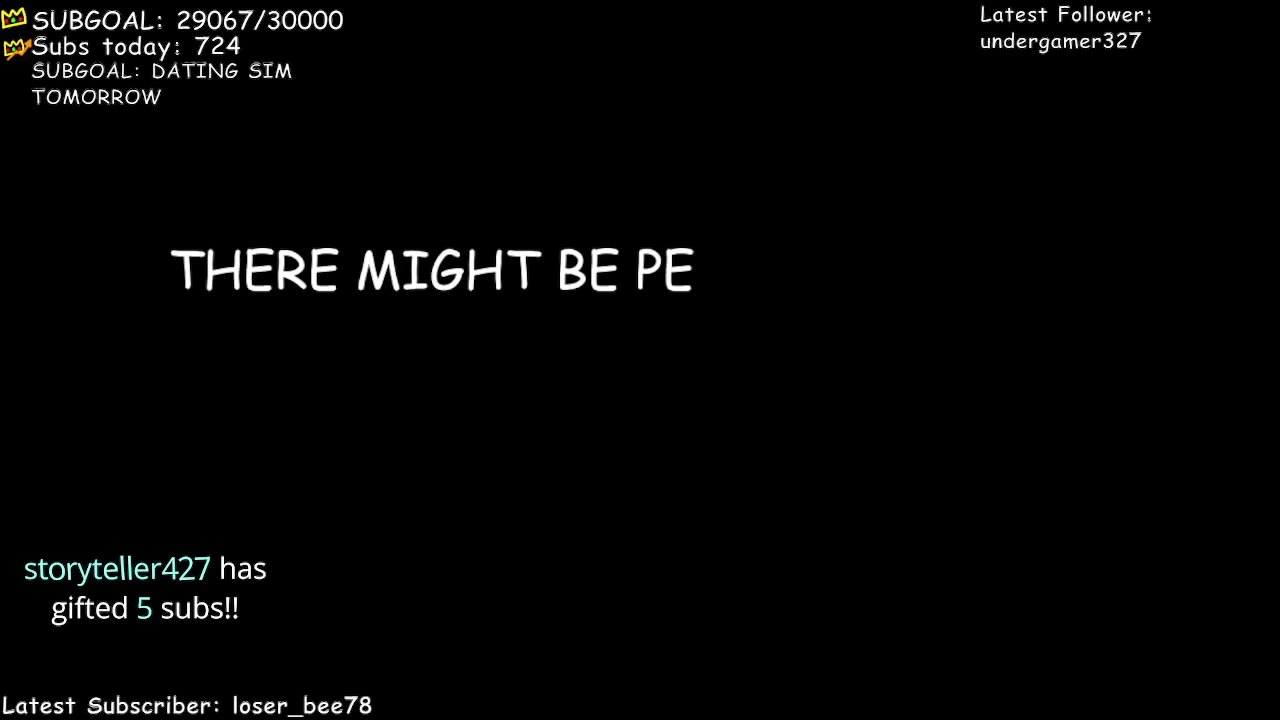 SUBGOAL: 29067/30000
Subs today: 724
SUBGOAL: DATING SIM
TOMORROW
Latest Follower:
undergamer327
THERE MIGHT BE PE
storyteller427 has
gifted 5 subs!!
Latest Subscriber: loser_bee78